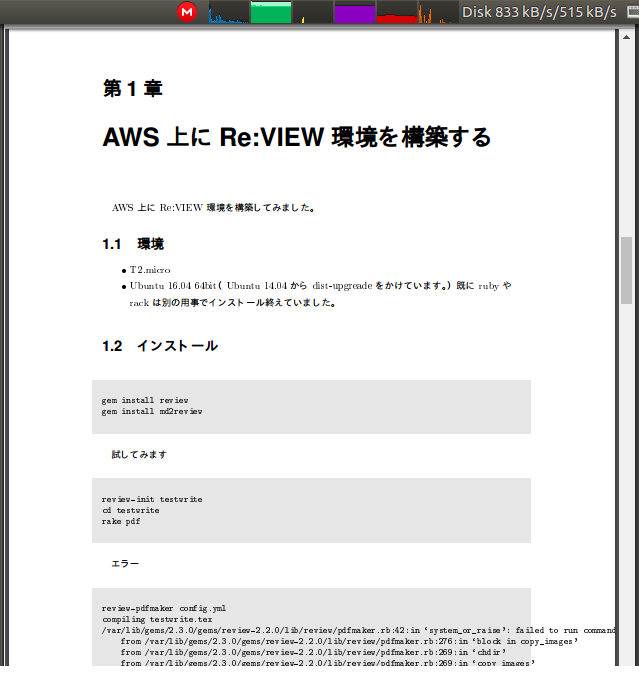 Disk 833 kB/s/515 kB/s
第 1 章
AWS 上に Re:VIEW 環境を構築する
AWS 上に Re:VIEW 環境を構築してみました。
1.1 環境
● T2.micro
● Ubuntu 16.04 64bit( Ubuntu 14.04 から dist-upgreade をかけています。) 既に ruby や
rack は別の用事でインストール終えていました。
1.2 インストール
gem install review
gem install md2review
試してみます
review-init testwrite
cd testwrite
rake pdf
エラー
review-pdfmaker config.yml
compiling testwrite.tex
/var/lib/gems/2.3.0/gems/review-2.2.0/lib/review/pdfmaker.rb:42:in ‘system_or_raise’: failed to run command
from /var/lib/gems/2.3.0/gems/review-2.2.0/lib/review/pdfmaker.rb:276:in ‘block in copy_images’
from /var/lib/gems/2.3.0/gems/review-2.2.0/lib/review/pdfmaker.rb:269:in ‘chdir’
from /var/lib/gems/2.3.0/gems/review-2.2.0/lib/review/pdfmaker.rb:269:in ‘copy_images’